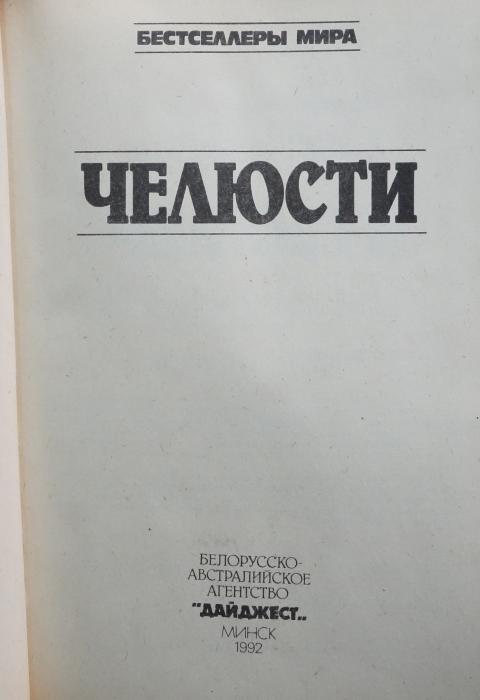 БЕСТСЕЛЛЕРЫ МИРА
ЧЕЛЮСТИ
БЕЛОРУССКО-
АВСТРАЛИЙСКОЕ
АГЕНТСТВО
"ДАЙДЖЕСТ"
МИНСК
1992